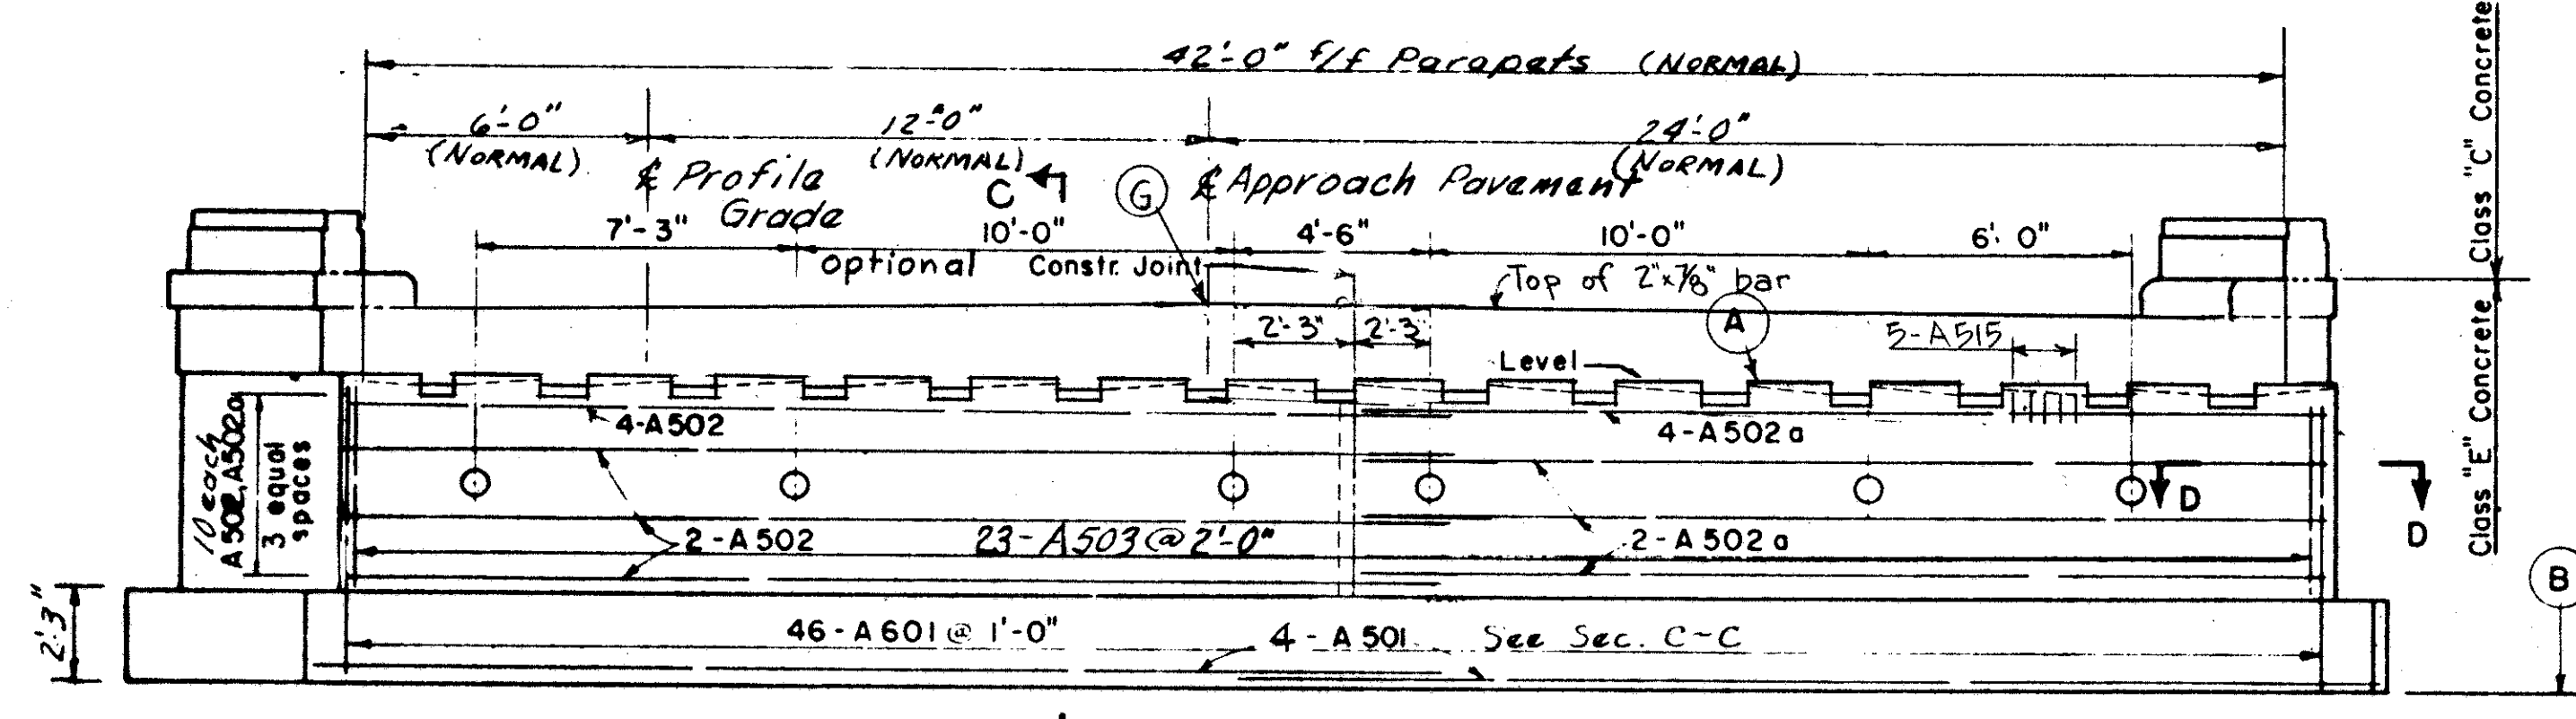 42'-0" f/f Parapets (NORMAL)
6'-0"
(NORMAL)
12'-0"
(NORMAL)
24'-0"
(NORMAL)
℄ Profile
Grade
C
G
℄ Approach Pavement
7'-3"
10'-0"
4'-6"
10'-0"
6'-0"
optional Constr. Joint
Top of 2"x7/8" bar
2'-3"
2'-3"
A
5-A515
Level
4-A502
4-A502a
10 each
A502, A502a
3 equal
spaces
D
D
2-A502
23-A503@2'-0"
2-A502a
2'3"
46-A601@1'-0"
4-A501
See Sec. C-C
B
Class "C" Concrete
Class "E" Concrete